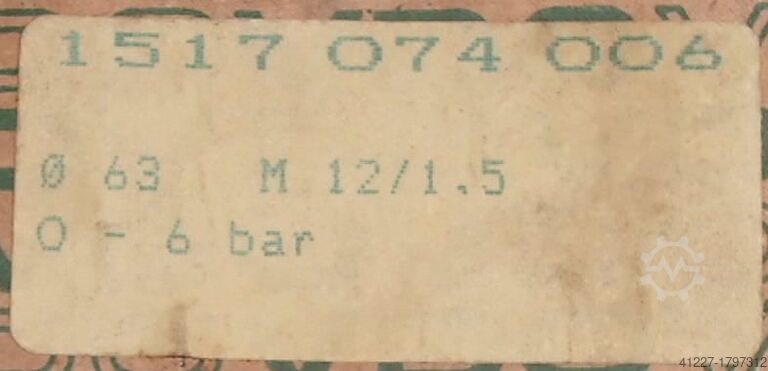 1517 074 006
Ø 63 M 12/1.5
0 - 6 bar
41227-1797312